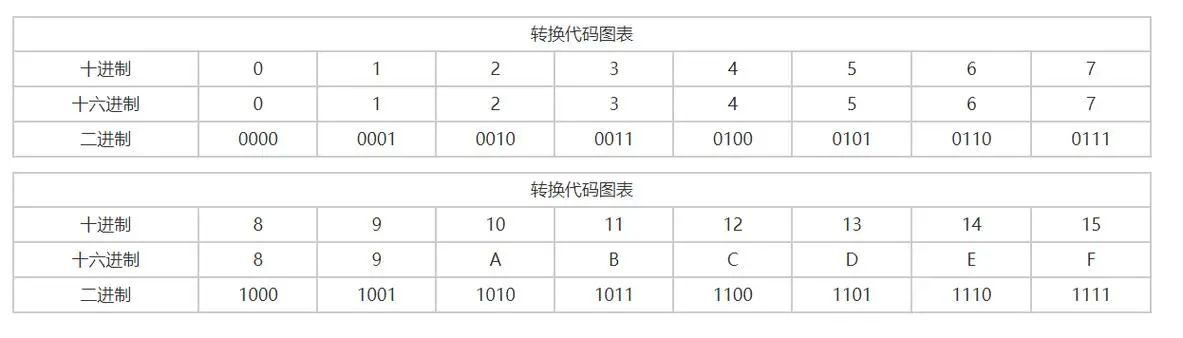 转换代码图表
十进制 0 1 2 3 4 5 6 7
十六进制 0 1 2 3 4 5 6 7
二进制 0000 0001 0010 0011 0100 0101 0110 0111
转换代码图表
十进制 8 9 10 11 12 13 14 15
十六进制 8 9 A B C D E F
二进制 1000 1001 1010 1011 1100 1101 1110 1111